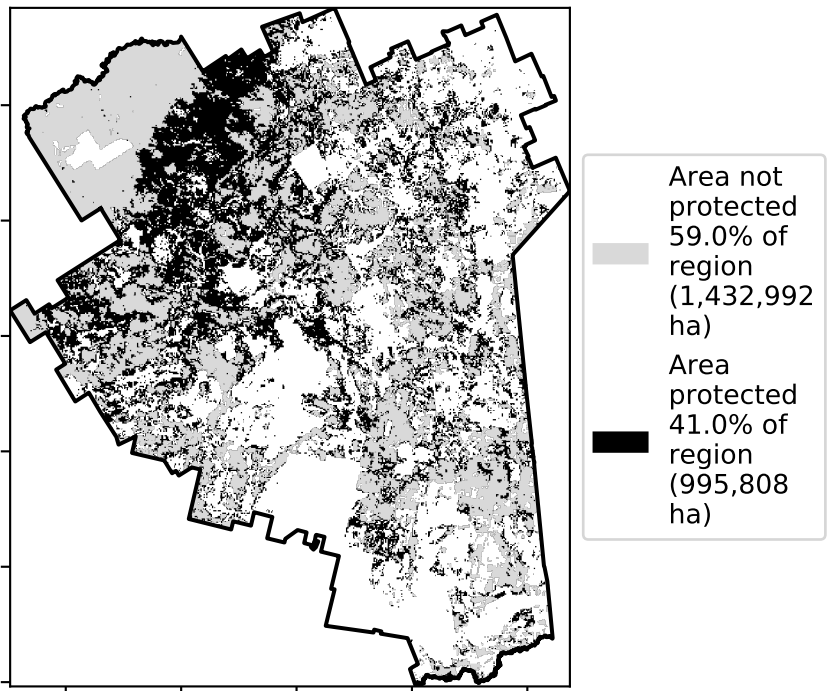 Area not
protected
59.0% of
region
(1,432,992
ha)
Area
protected
41.0% of
region
(995,808
ha)